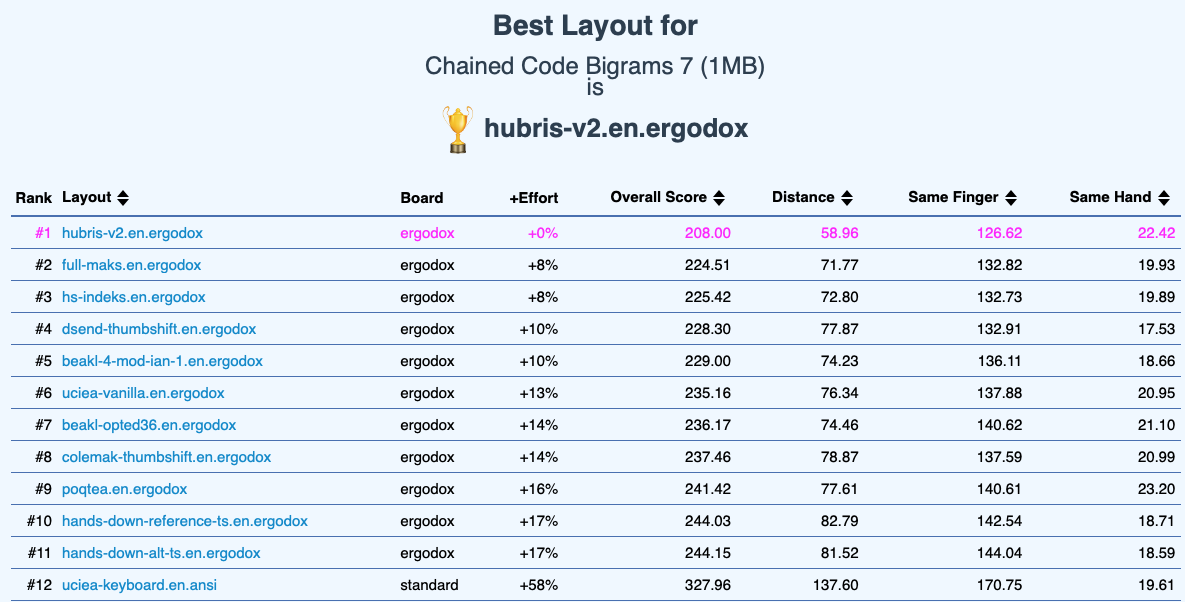 Best Layout for
Chained Code Bigrams 7 (1MB)
is
hubris-v2.en.ergodox
Rank Layout Board +Effort Overall Score Distance Same Finger Same Hand
#1 hubris-v2.en.ergodox ergodox +0% 208.00 58.96 126.62 22.42
#2 full-maks.en.ergodox ergodox +8% 224.51 71.77 132.82 19.93
#3 hs-indeks.en.ergodox ergodox +8% 225.42 72.80 132.73 19.89
#4 dsend-thumbshift.en.ergodox ergodox +10% 228.30 77.87 132.91 17.53
#5 beakl-4-mod-ian-1.en.ergodox ergodox +10% 229.00 74.23 136.11 18.66
#6 uciea-vanilla.en.ergodox ergodox +13% 235.16 76.34 137.88 20.95
#7 beakl-opted36.en.ergodox ergodox +14% 236.17 74.46 140.62 21.10
#8 colemak-thumbshift.en.ergodox ergodox +14% 237.46 78.87 137.59 20.99
#9 poqtea.en.ergodox ergodox +16% 241.42 77.61 140.61 23.20
#10 hands-down-reference-ts.en.ergodox ergodox +17% 244.03 82.79 142.54 18.71
#11 hands-down-alt-ts.en.ergodox ergodox +17% 244.15 81.52 144.04 18.59
#12 uciea-keyboard.en.ansi standard +58% 327.96 137.60 170.75 19.61